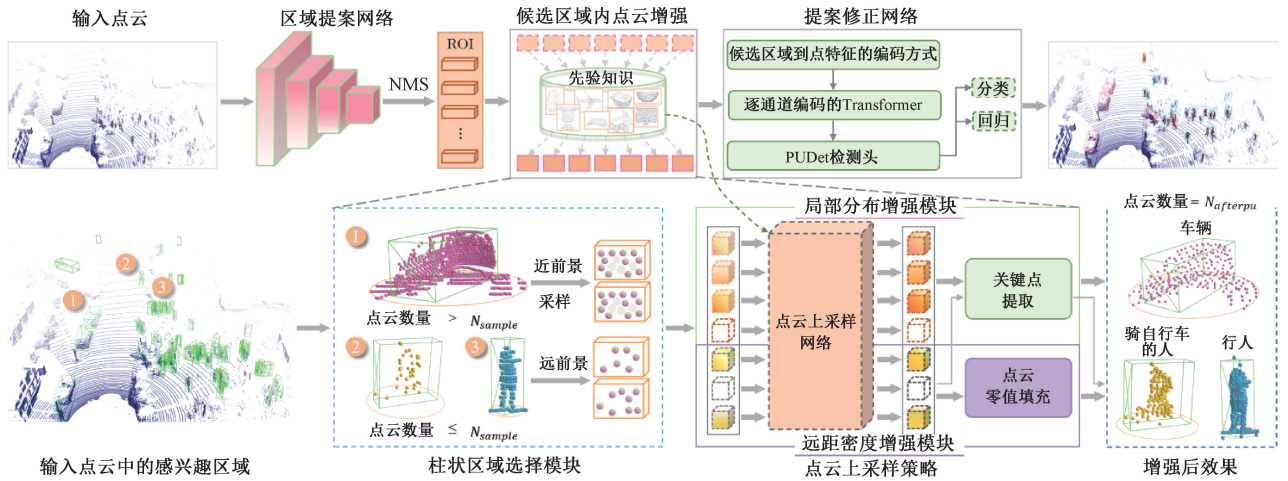 输入点云
区域提案网络
候选区域内点云增强
提案修正网络
ROI
NMS
⋮
先验知识
候选区域到点特征的编码方式
逐通道编码的Transformer
PUDet检测头
分类
回归
1
2
3
输入点云中的感兴趣区域
1
近前景
采样
点云数量 > N_sample
2
3
远前景
点云数量 ≤ N_sample
柱状区域选择模块
局部分布增强模块
点云上采样
网络
关键点
提取
点云
零值填充
远距密度增强模块
点云上采样策略
点云数量 = N_afterpu
车辆
骑自行车
的人
行人
增强后效果